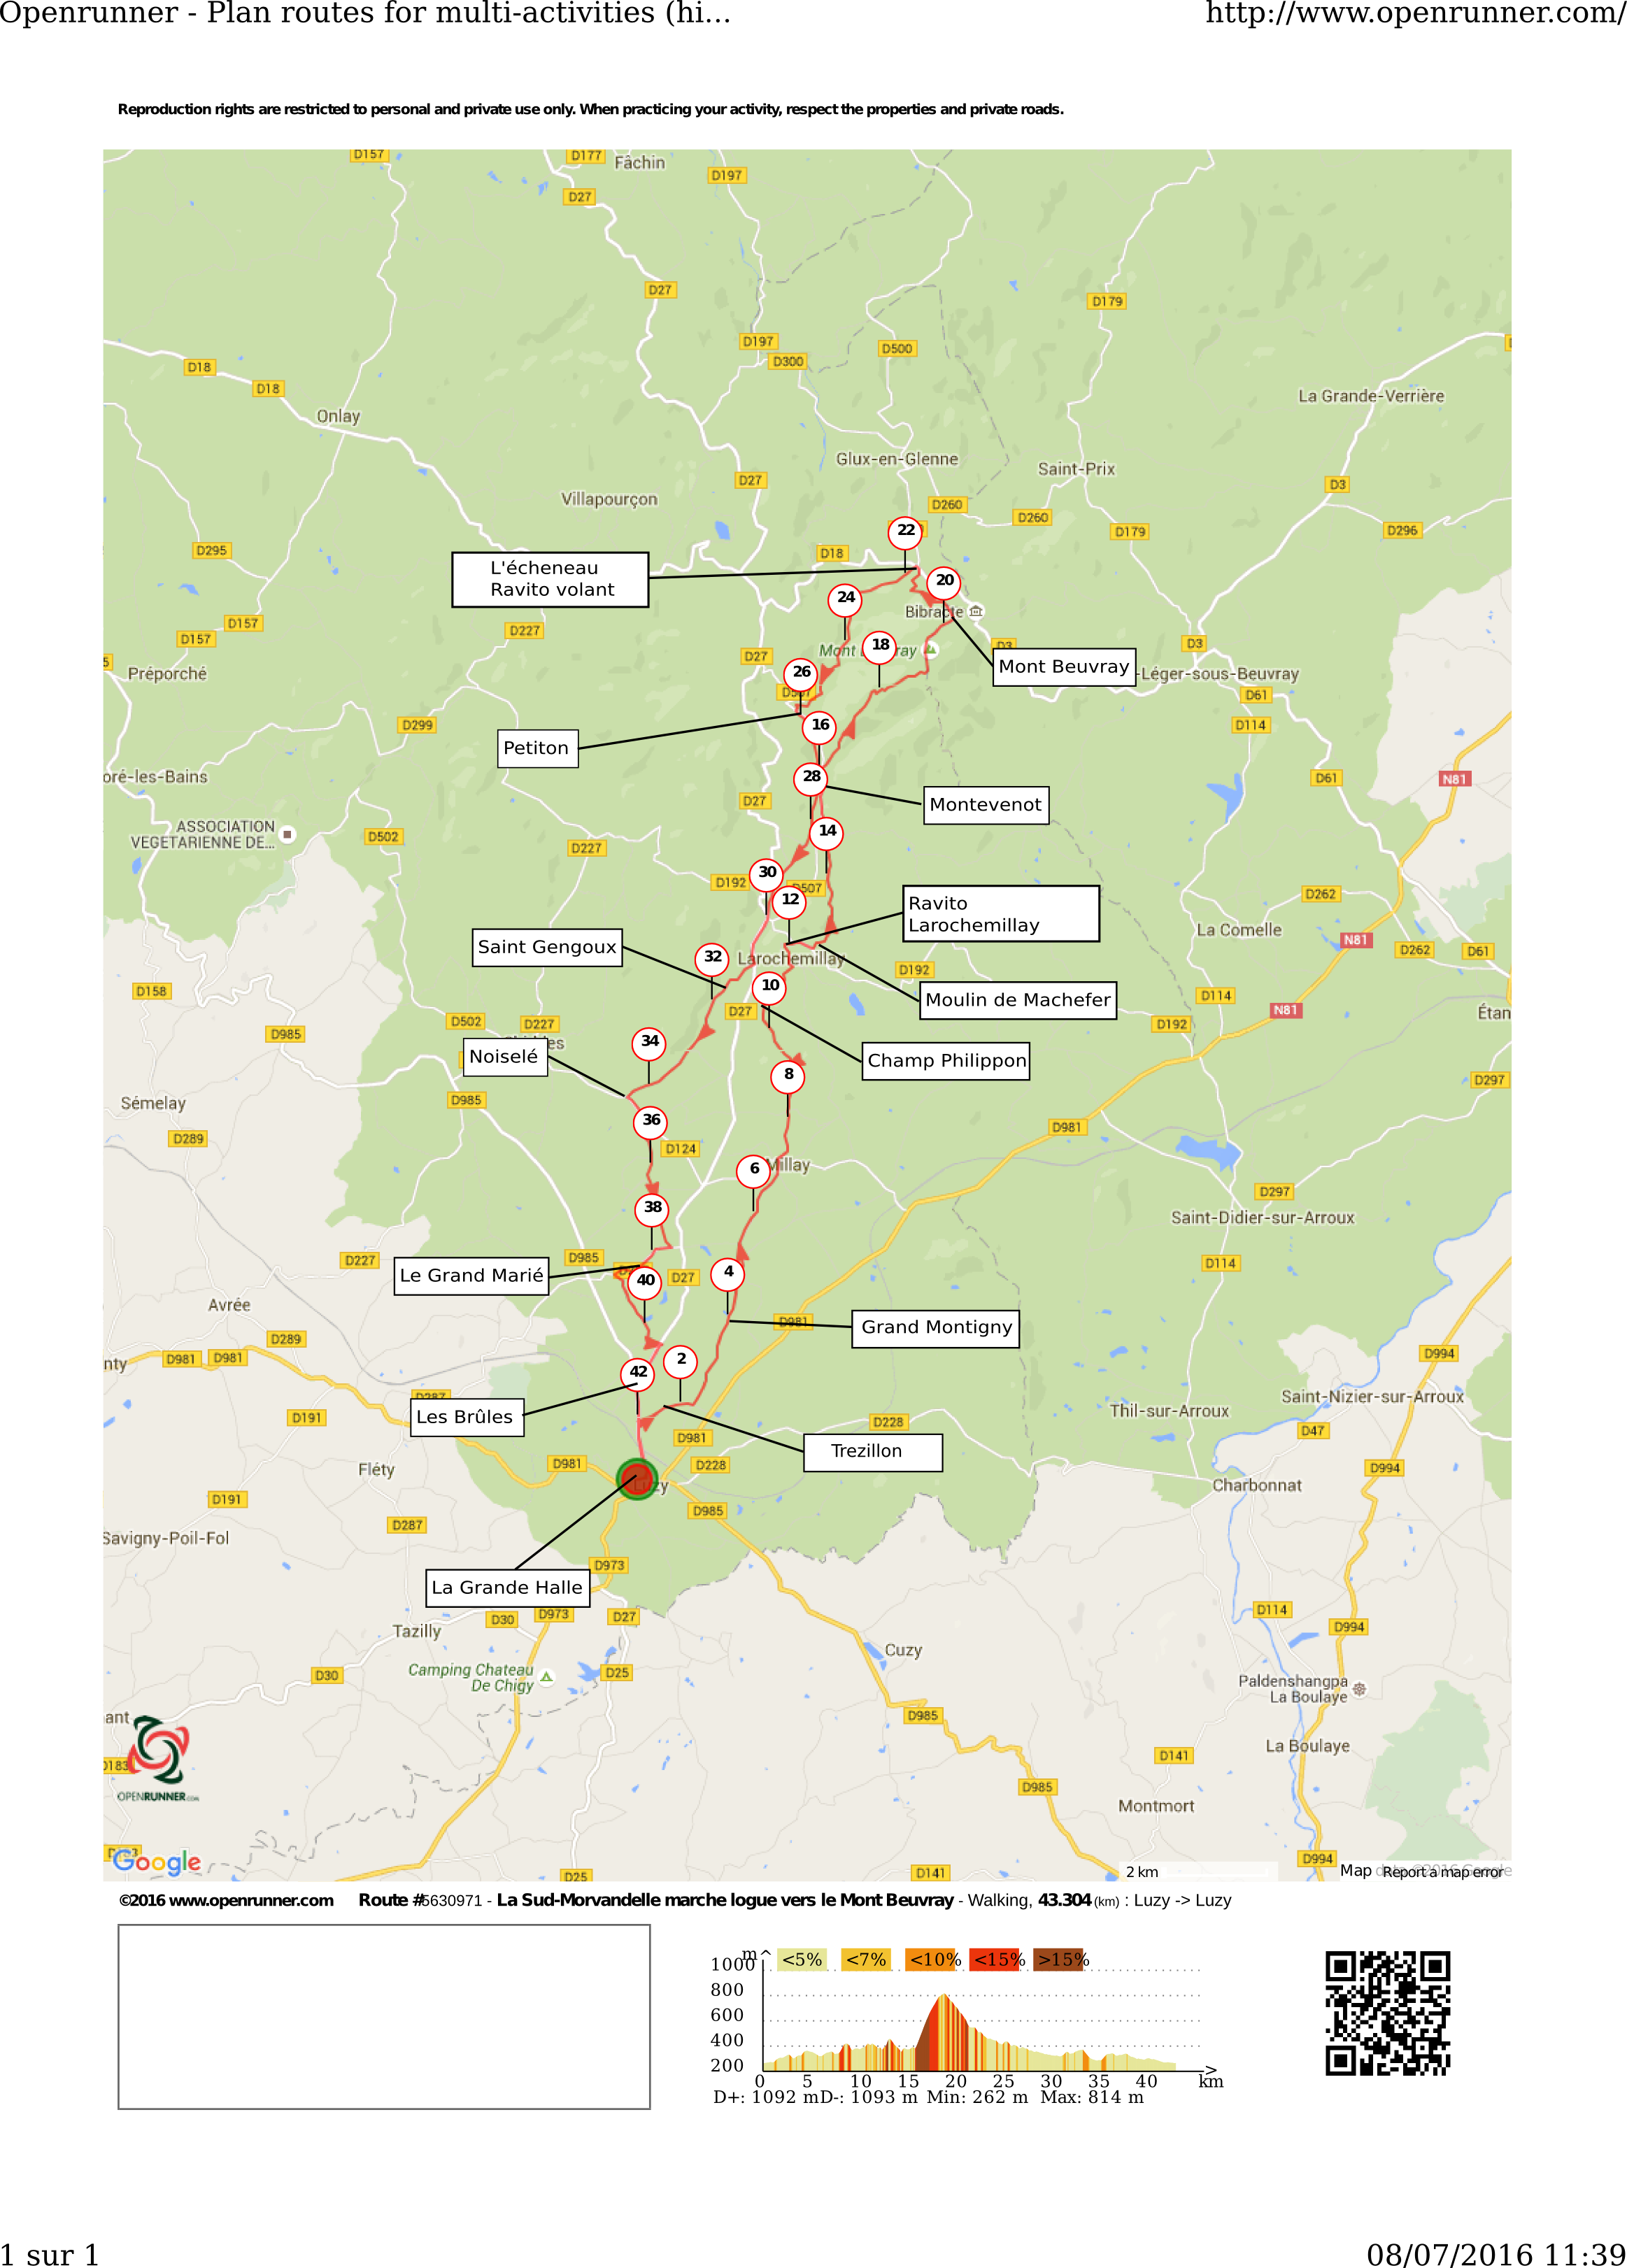 Openrunner - Plan routes for multi-activities (hi...
http://www.openrunner.com/
Reproduction rights are restricted to personal and private use only. When practicing your activity, respect the properties and private roads.
D157
D177
Fâchin
D197
D27
D27
D179
D197
D300
D500
D18
D18
Onlay
La Grande-Verrière
Glux-en-Glenne
Saint-Prix
D27
D3
Villapourçon
D260
D260
D179
D296
22
D295
D18
L'écheneau
Ravito volant
20
24
Bibracte
D157
D157
D227
18
D3
D3
Mont
D27
Mont Beuvray
-Léger-sous-Beuvray
Préporché
26
D61
D299
16
D114
Petiton
oré-les-Bains
28
D61
N81
D27
Montevenot
ASSOCIATION
VEGETARIENNE DE...
D502
14
D227
30
D192
D507
12
D262
Ravito
Larochemillay
La Comelle
Saint Gengoux
N81
D262
D61
32
Larochemillay
D192
D158
10
D114
Moulin de Machefer
D27
N81
Étan
D502
D227
D192
D985
34
Noiselé
Champ Philippon
8
D297
D985
Sémelay
36
D981
D289
D124
6
Millay
D297
38
Saint-Didier-sur-Arroux
D227
D985
D114
Le Grand Marié
40
D27
4
Avrée
D981
Grand Montigny
D289
D981
D981
nty
2
D994
42
D287
Saint-Nizier-sur-Arroux
Les Brûles
D191
Thil-sur-Arroux
D228
D47
D981
Trezillon
Fléty
D981
D228
D994
Luzy
Charbonnat
D191
D985
D287
Savigny-Poil-Fol
D973
La Grande Halle
D30
D973
D27
D114
Tazilly
D994
Cuzy
Camping Chateau
De Chigy
D30
D25
Paldenshangpa
La Boulaye
ant
D985
La Boulaye
D183
D141
D985
OPENRUNNER.com
Montmort
Google
D25
D141
D994
2 km
Map data ©2016 Google
Report a map error
©2016 www.openrunner.com Route #5630971 - La Sud-Morvandelle marche logue vers le Mont Beuvray - Walking, 43.304 (km) : Luzy -> Luzy
m^
<5% <7% <10% <15% >15%
1000
800
600
400
200
0 5 10 15 20 25 30 35 40 km
>
D+: 1092 m D-: 1093 m Min: 262 m Max: 814 m
1 sur 1
08/07/2016 11:39